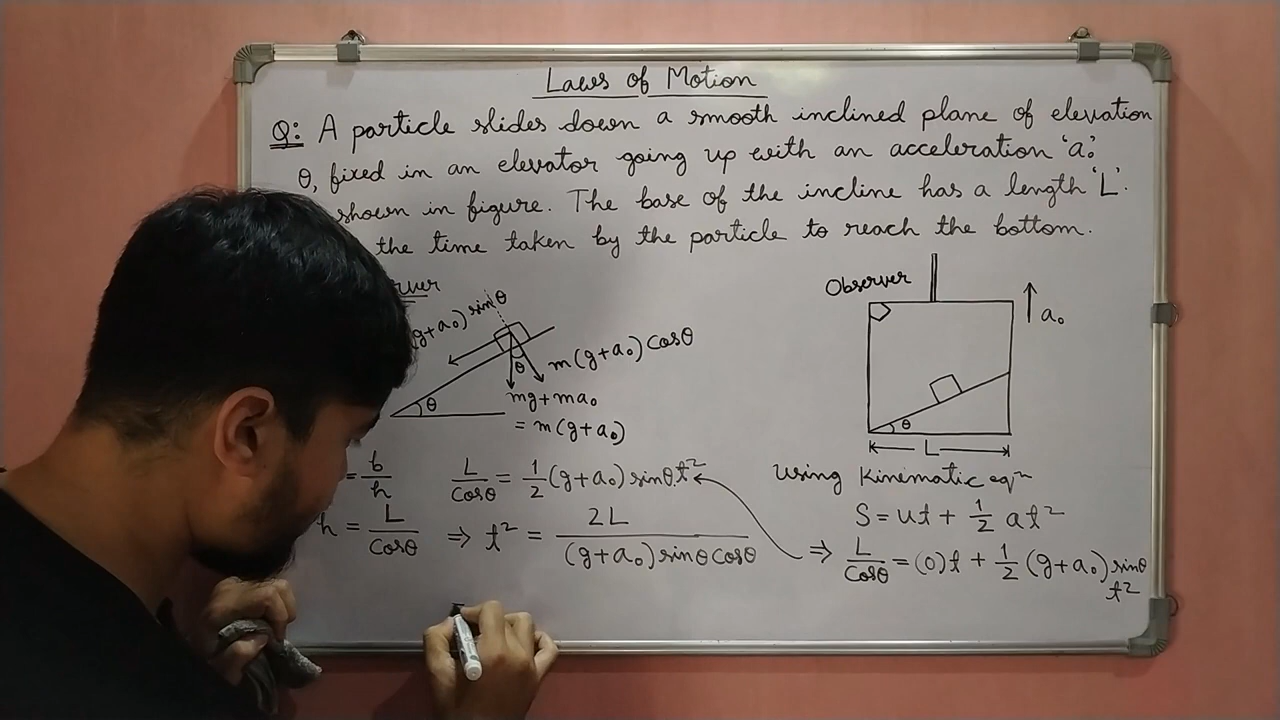 Laws of Motion
Q: A particle slides down a smooth inclined plane of elevation
θ, fixed in an elevator going up with an acceleration 'a₀'
shown in figure. The base of the incline has a length 'L'.
the time taken by the particle to reach the bottom.
g+a₀) sinθ
θ
m(g+a₀) cosθ
θ
mg+ma₀
= m(g+a₀)
Observer
a₀
θ
L
= b/h
h = L/cosθ
L/cosθ = 1/2 (g+a₀) sinθ.t²
⇒ t² = 2L/(g+a₀) sinθ cosθ
Using Kinematic eqⁿ
S = ut + 1/2 at²
⇒ L/cosθ = (0)t + 1/2 (g+a₀) sinθ
t²